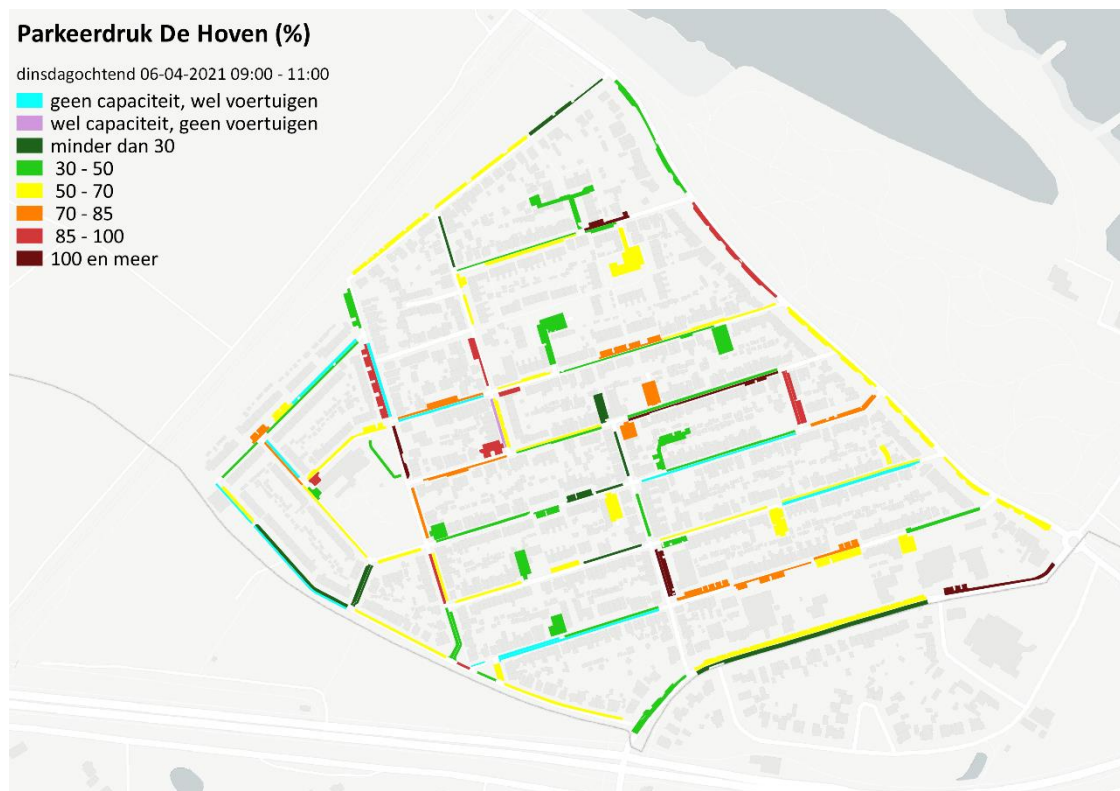 Parkeerdruk De Hoven (%)
dinsdagochtend 06-04-2021 09:00 - 11:00
geen capaciteit, wel voertuigen
wel capaciteit, geen voertuigen
minder dan 30
30 - 50
50 - 70
70 - 85
85 - 100
100 en meer